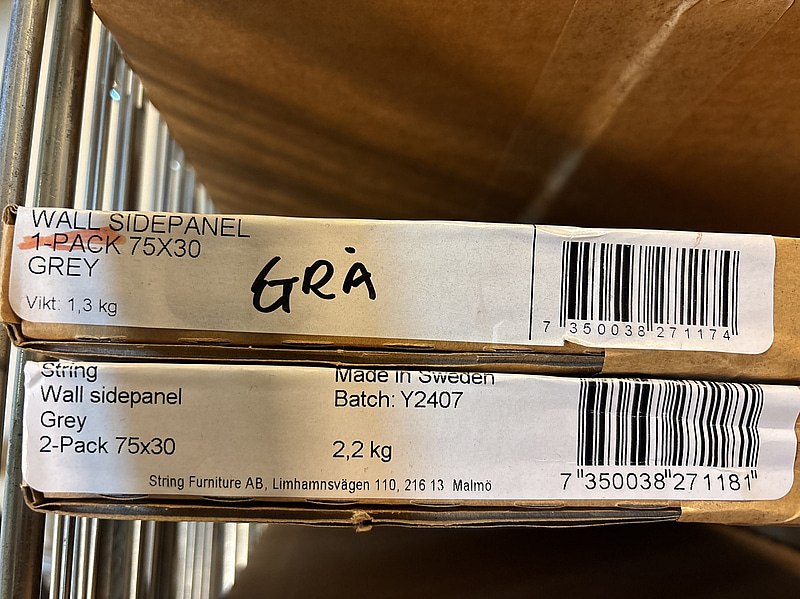 WALL SIDEPANEL
1-PACK 75X30
GREY
Vikt: 1,3 kg
GRÅ
7 350038 271174
String
Wall sidepanel
Grey
2-Pack 75x30
Made in Sweden
Batch: Y2407
2,2 kg
String Furniture AB, Limhamnsvägen 110, 216 13 Malmö
7 "350038"271181"